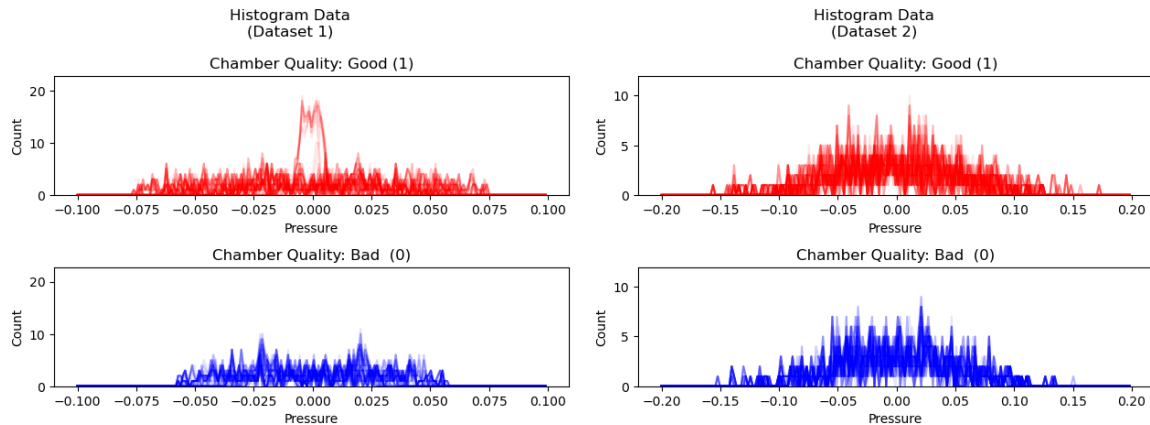 Histogram Data
(Dataset 1)
Chamber Quality: Good (1)
20
10
0
Count
−0.100 −0.075 −0.050 −0.025 0.000 0.025 0.050 0.075 0.100
Pressure
Chamber Quality: Bad  (0)
20
10
0
Count
−0.100 −0.075 −0.050 −0.025 0.000 0.025 0.050 0.075 0.100
Pressure
Histogram Data
(Dataset 2)
Chamber Quality: Good (1)
10
5
0
Count
−0.20 −0.15 −0.10 −0.05 0.00 0.05 0.10 0.15 0.20
Pressure
Chamber Quality: Bad  (0)
10
5
0
Count
−0.20 −0.15 −0.10 −0.05 0.00 0.05 0.10 0.15 0.20
Pressure